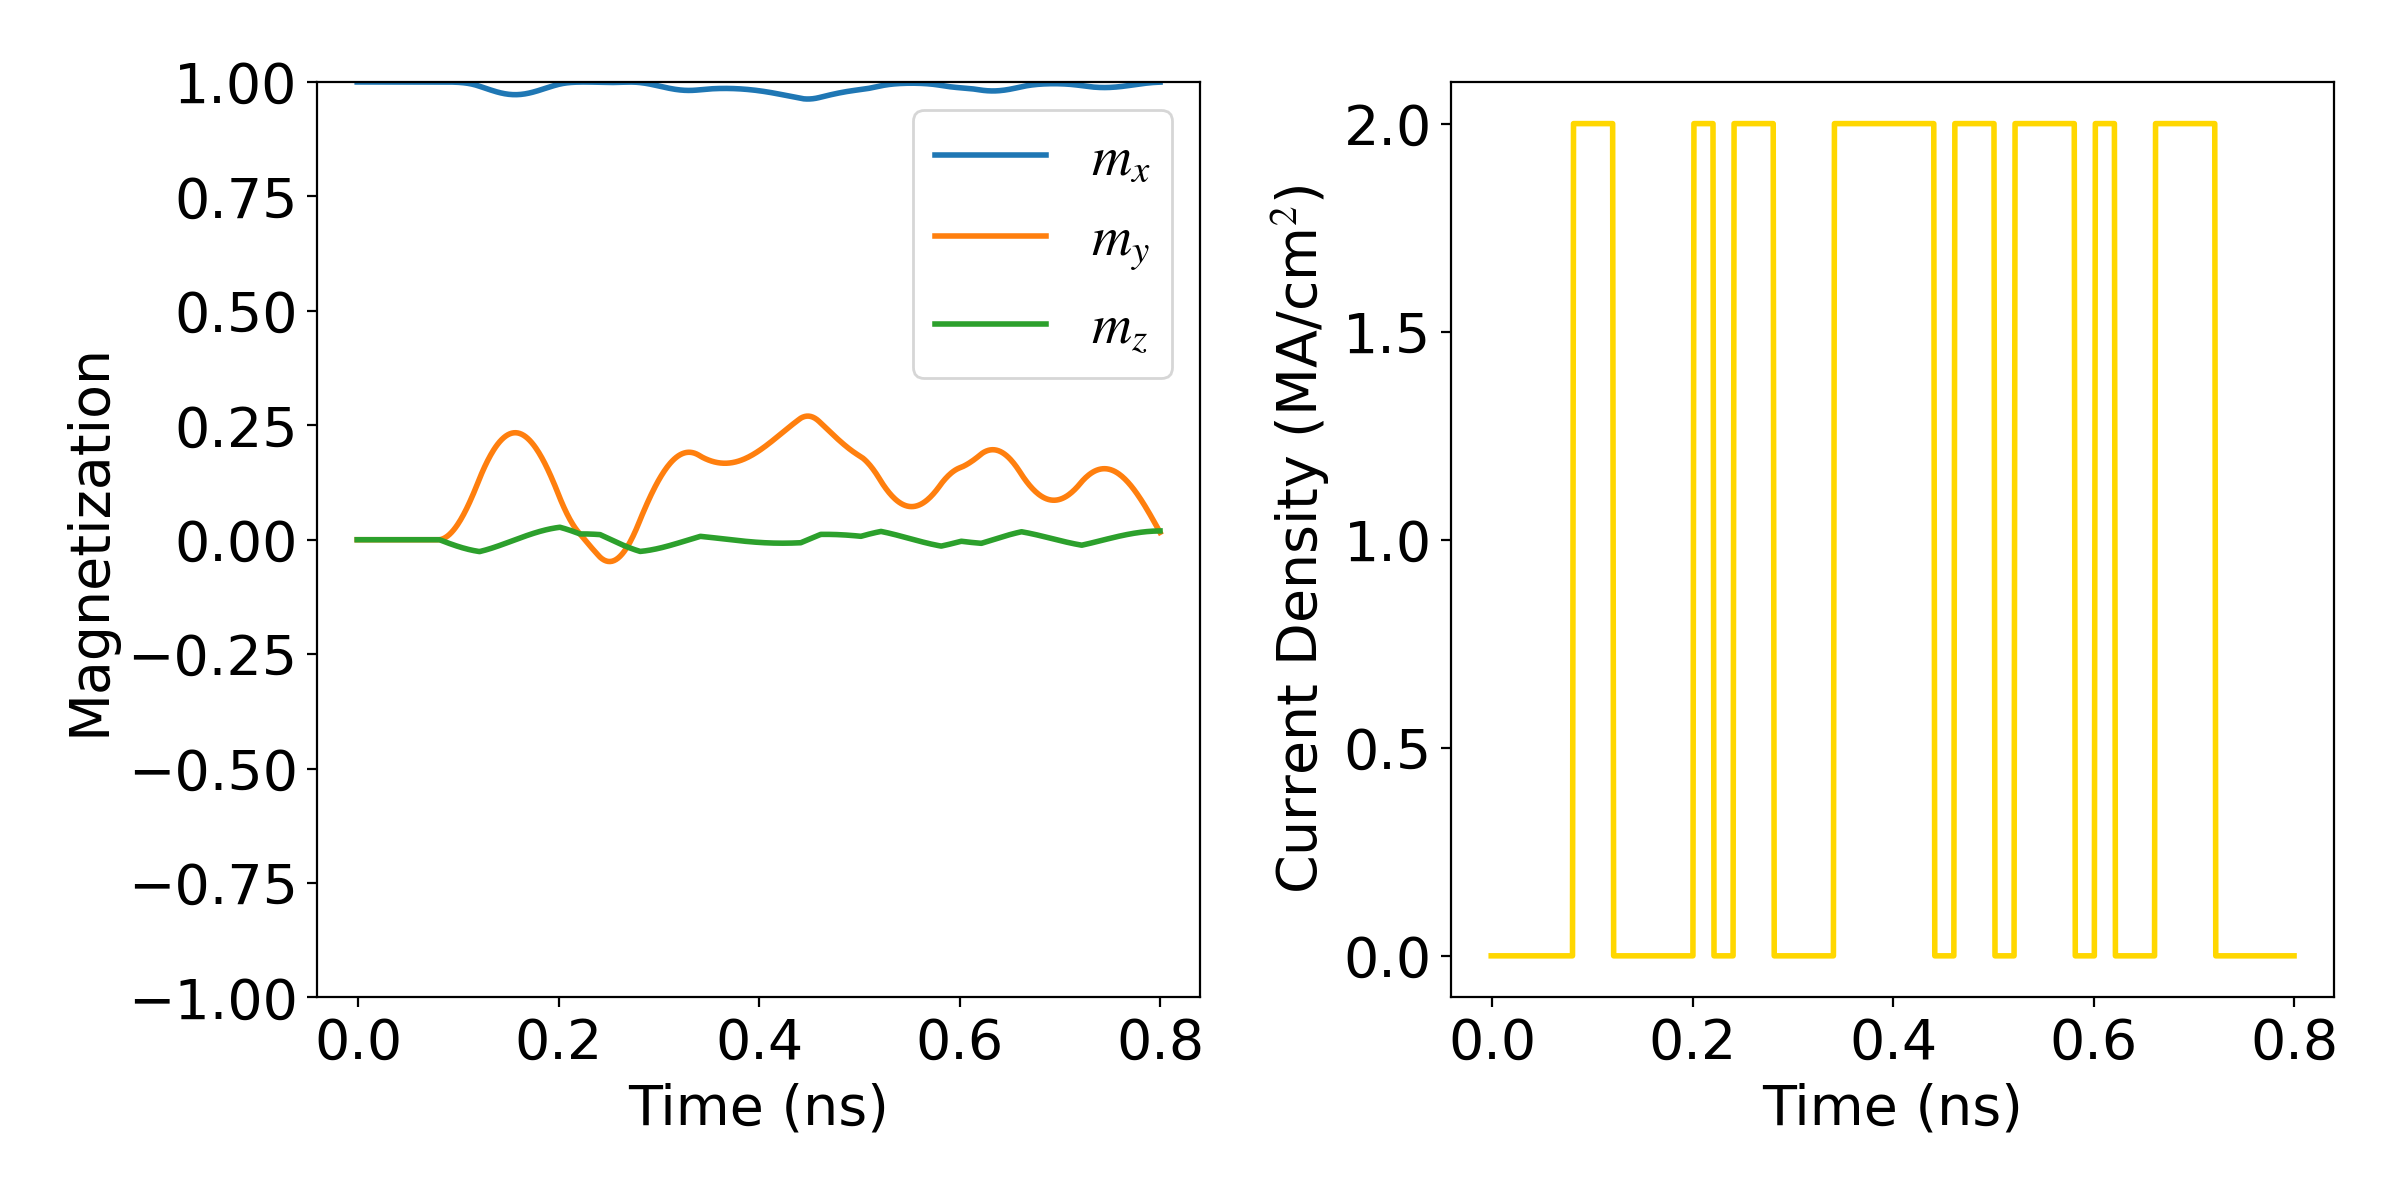 1.00
0.75
0.50
0.25
0.00
−0.25
−0.50
−0.75
−1.00
Magnetization
0.0 0.2 0.4 0.6 0.8
Time (ns)
m_x
m_y
m_z
2.0
1.5
1.0
0.5
0.0
Current Density (MA/cm²)
0.0 0.2 0.4 0.6 0.8
Time (ns)